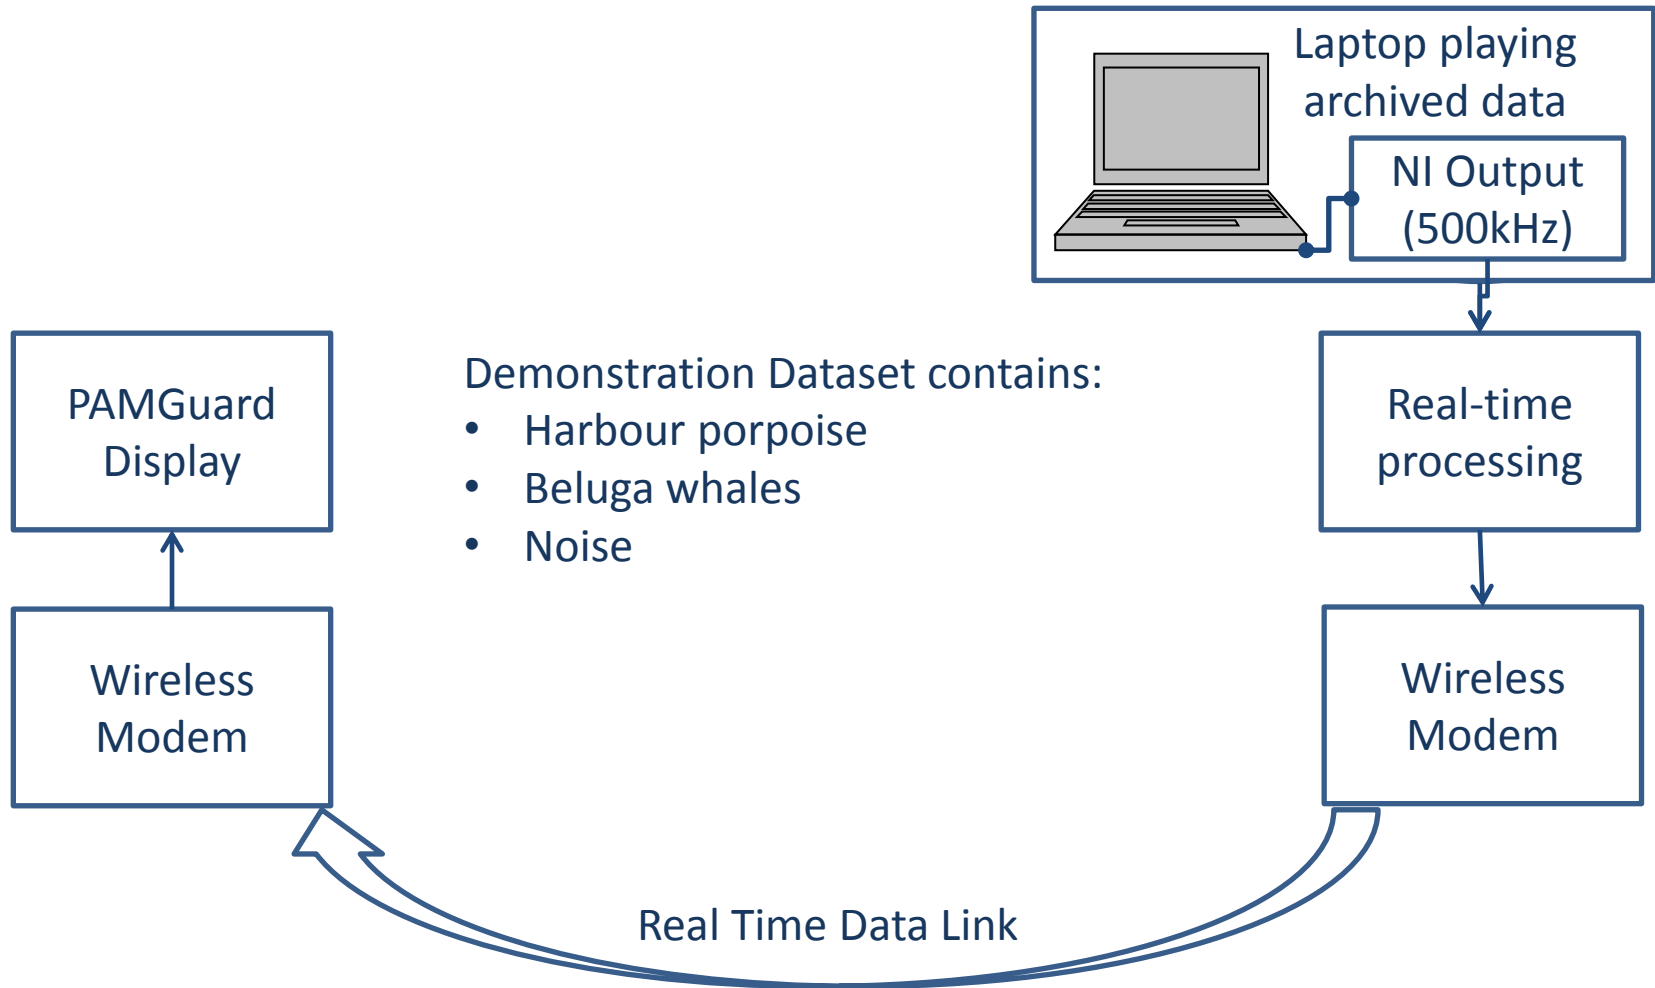 Laptop playing
archived data
NI Output
(500kHz)
PAMGuard
Display
Demonstration Dataset contains:
• Harbour porpoise
• Beluga whales
• Noise
Real-time
processing
Wireless
Modem
Wireless
Modem
Real Time Data Link